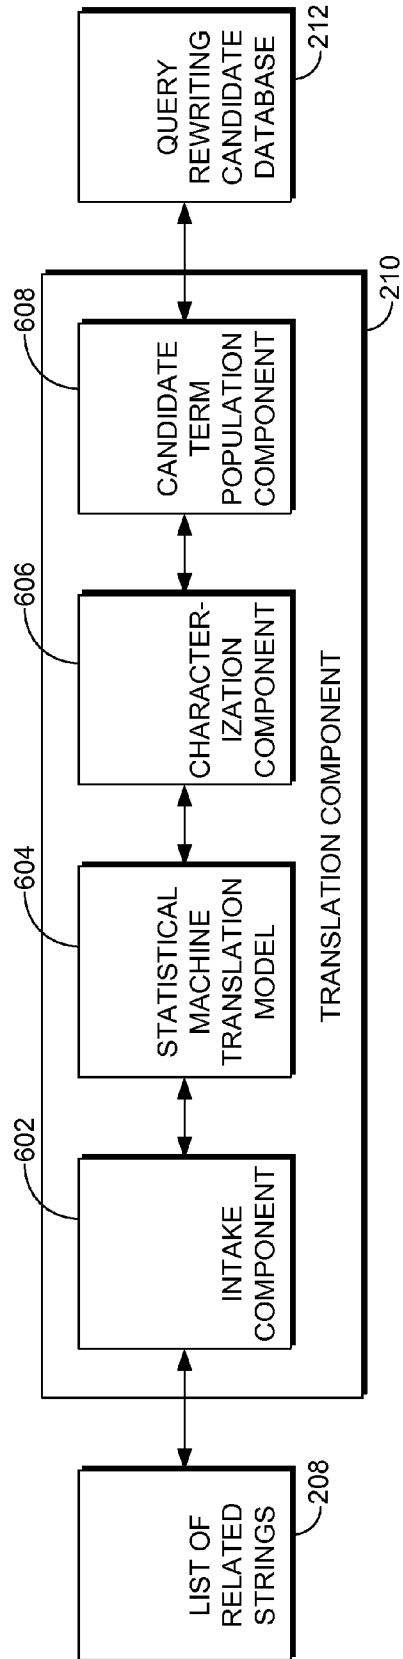 LIST OF
RELATED
STRINGS
208
602
INTAKE
COMPONENT
604
STATISTICAL
MACHINE
TRANSLATION
MODEL
606
CHARACTER-
IZATION
COMPONENT
608
CANDIDATE
TERM
POPULATION
COMPONENT
TRANSLATION COMPONENT
210
QUERY
REWRITING
CANDIDATE
DATABASE
212